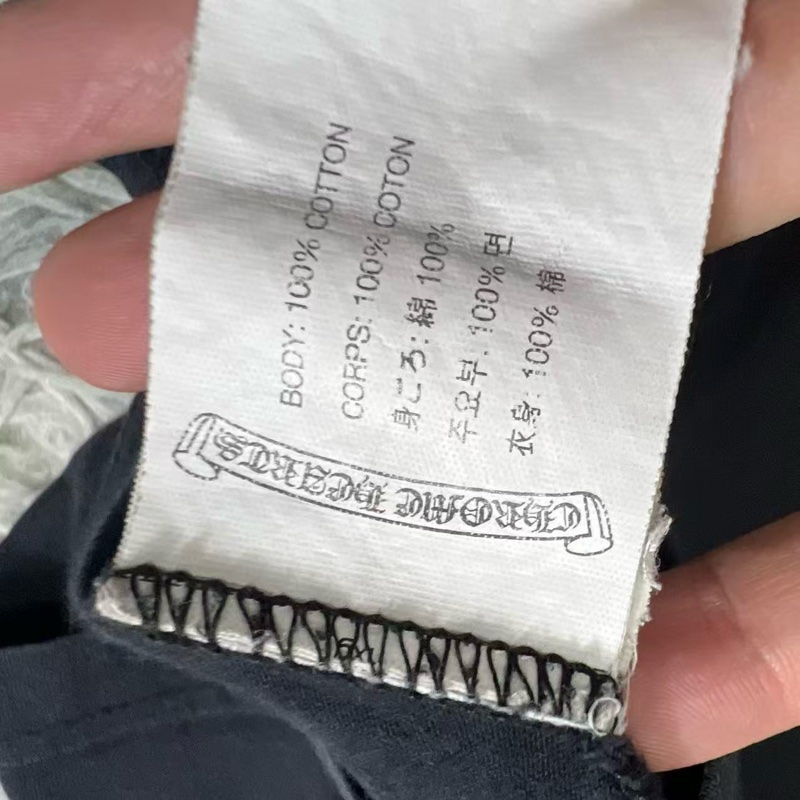 BODY: 100% COTTON
CORPS: 100% COTON
身ごろ: 綿 100%
주요부: 100% 면
衣身: 100% 棉
CHROME HEARTS